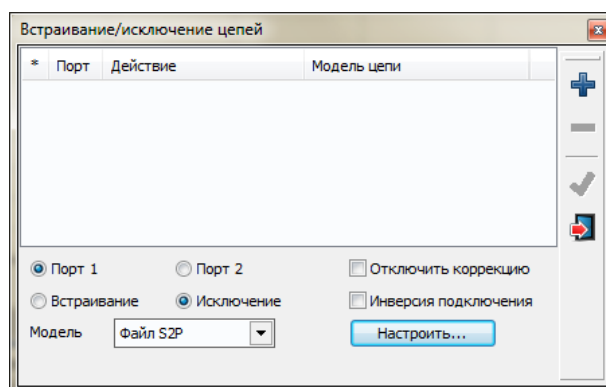 Встраивание/исключение цепей
* Порт Действие Модель цепи
Порт 1 Порт 2 Отключить коррекцию
Встраивание Исключение Инверсия подключения
Модель Файл S2P Настроить...